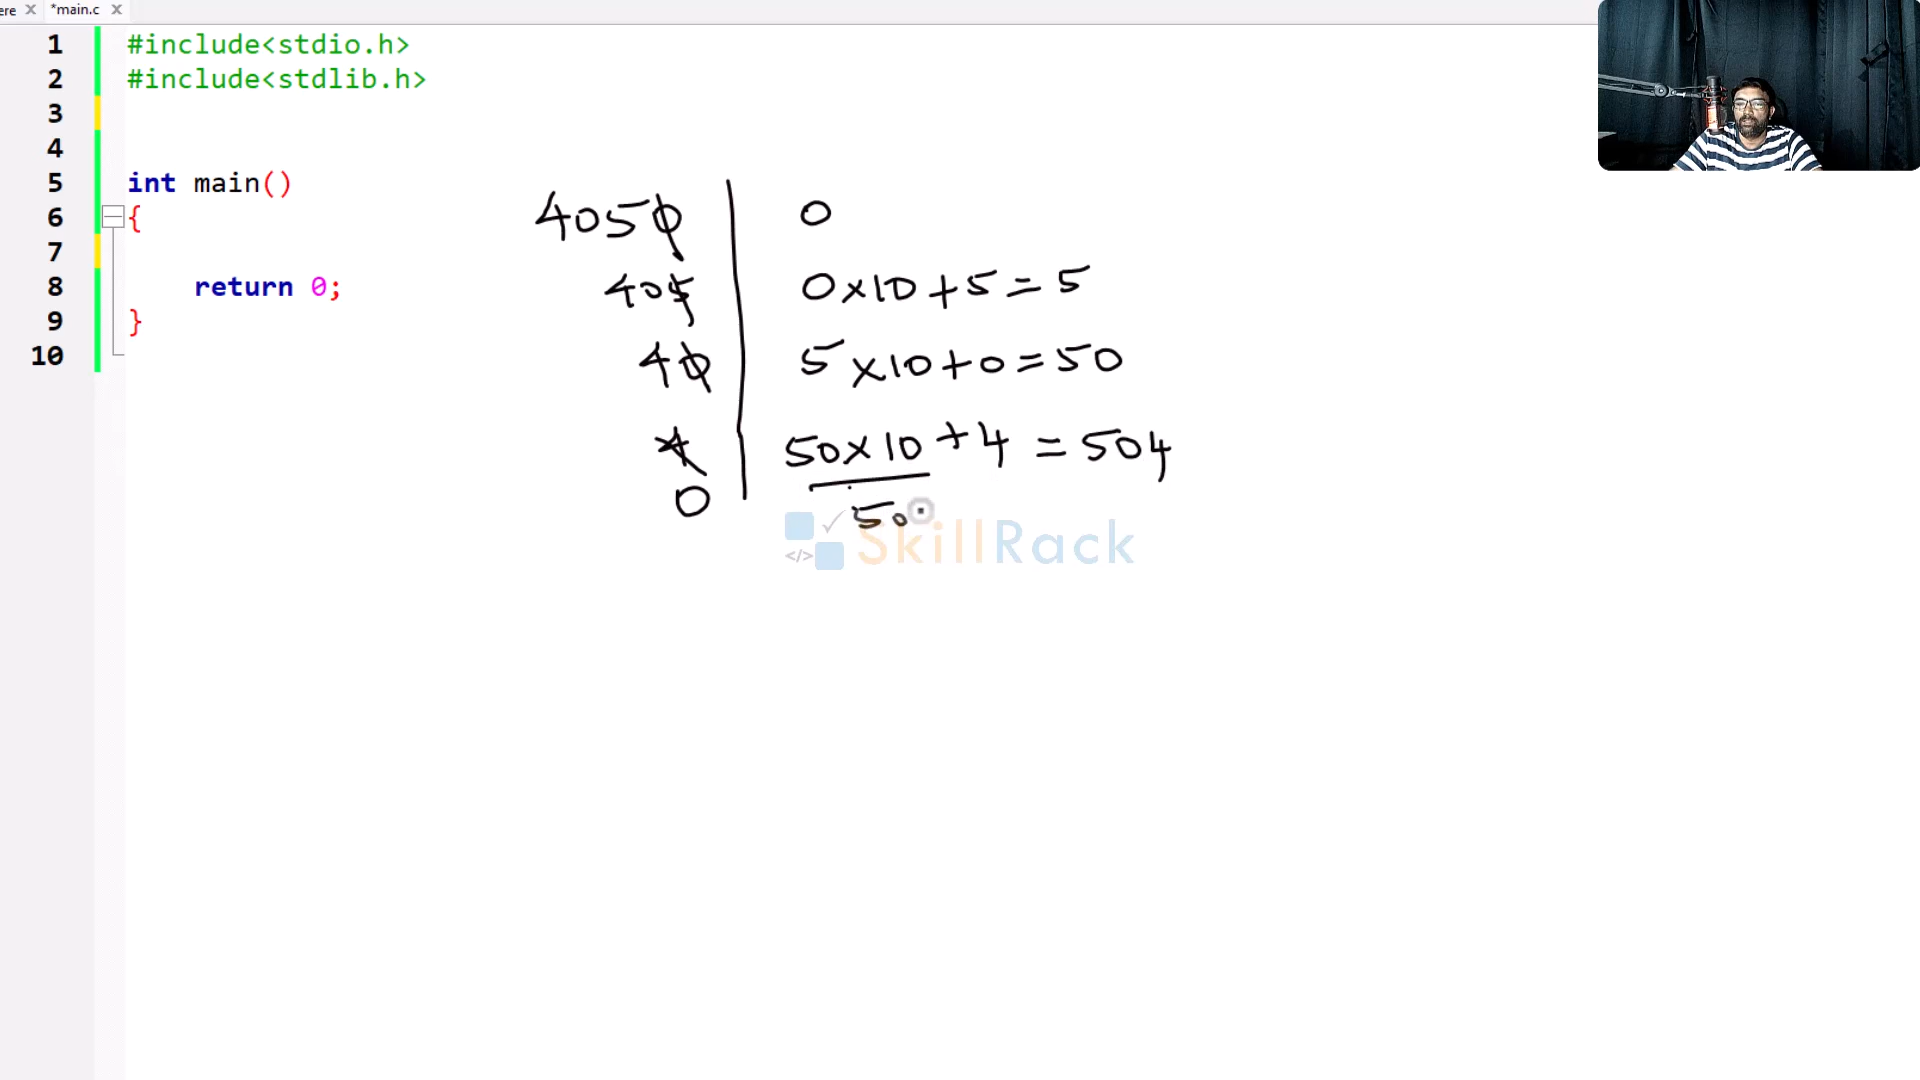 ere X *main.c X
1 #include<stdio.h>
2 #include<stdlib.h>
3
4
5 int main()
6 {
7
8 return 0;
9 }
10
4050 | 0
405 | 0x10+5=5
40 | 5x10+0=50
4 | 50x10+4=504
0
50
</> SkillRack